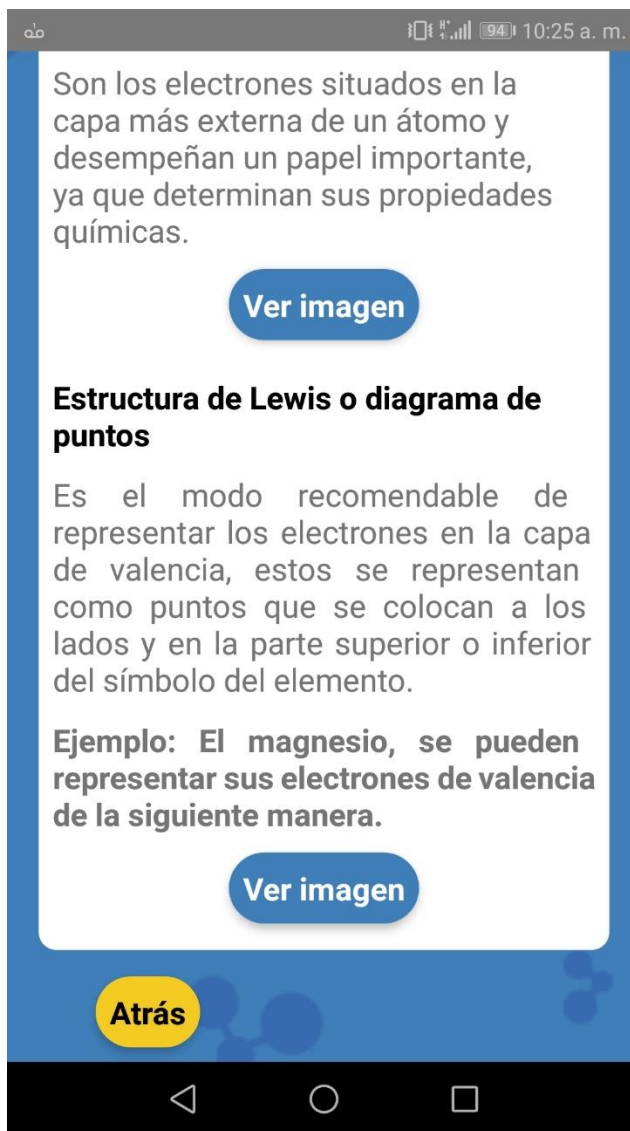 94 10:25 a. m.
Son los electrones situados en la
capa más externa de un átomo y
desempeñan un papel importante,
ya que determinan sus propiedades
químicas.
Ver imagen
Estructura de Lewis o diagrama de
puntos
Es el modo recomendable de
representar los electrones en la capa
de valencia, estos se representan
como puntos que se colocan a los
lados y en la parte superior o inferior
del símbolo del elemento.
Ejemplo: El magnesio, se pueden
representar sus electrones de valencia
de la siguiente manera.
Ver imagen
Atrás